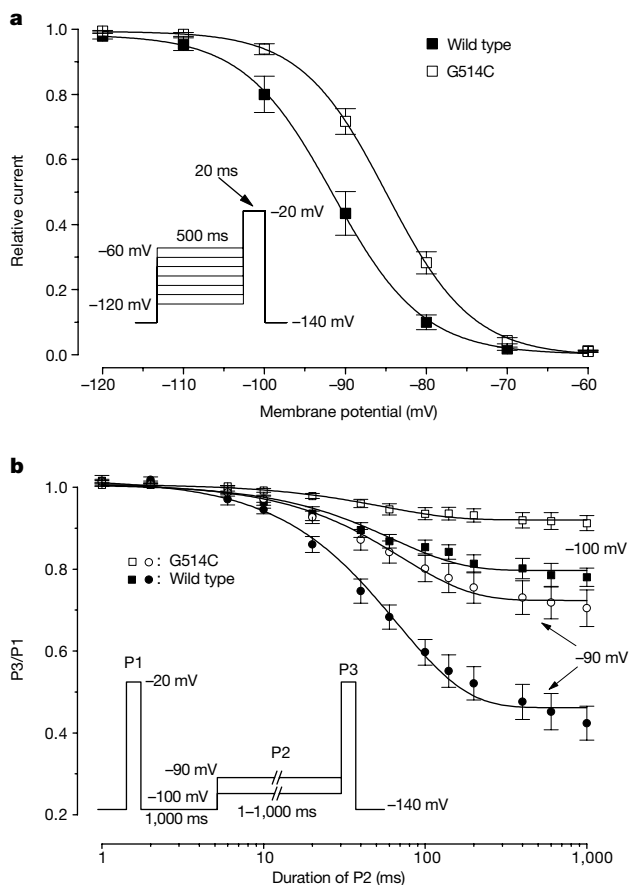 a
Relative current
1.0
0.8
0.6
0.4
0.2
0.0
Wild type
G514C
20 ms
–20 mV
500 ms
–60 mV
–120 mV
–140 mV
–120
–110
–100
–90
–80
–70
–60
Membrane potential (mV)
b
P3/P1
1.0
0.8
0.6
0.4
0.2
: G514C
: Wild type
–100 mV
–90 mV
P1
–20 mV
P3
P2
–90 mV
–100 mV
1,000 ms
1–1,000 ms
–140 mV
1
10
100
1,000
Duration of P2 (ms)